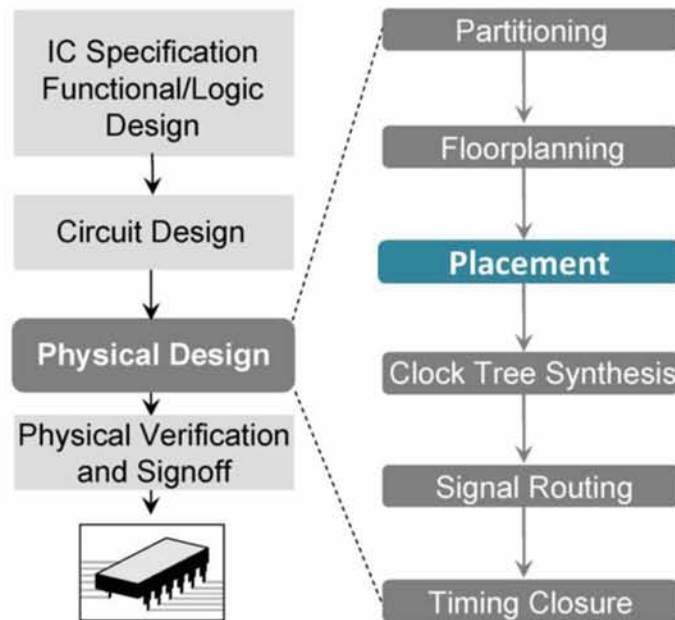 IC Specification
Functional/Logic
Design
Circuit Design
Physical Design
Physical Verification
and Signoff
Partitioning
Floorplanning
Placement
Clock Tree Synthesis
Signal Routing
Timing Closure